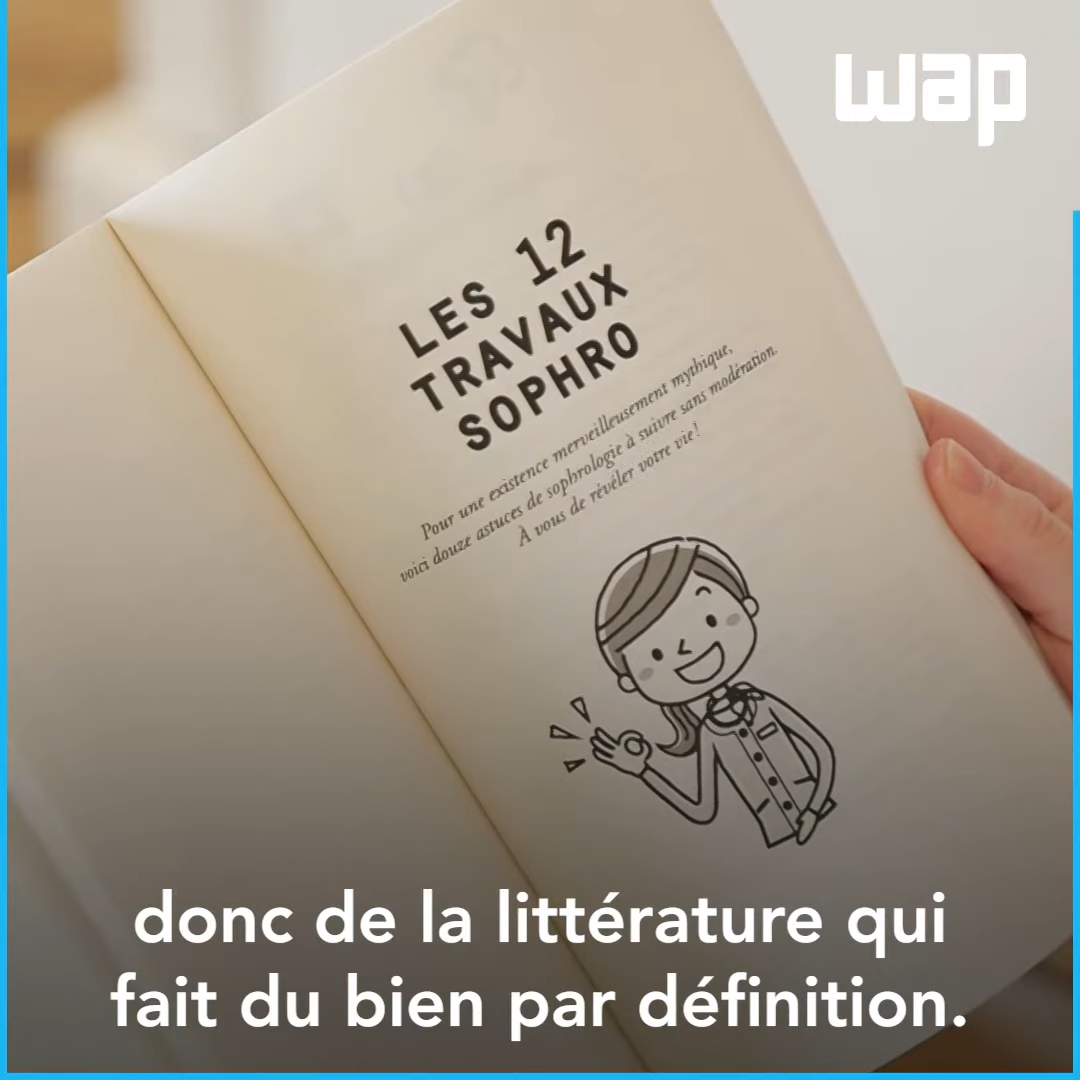 wap
LES 12
TRAVAUX
SOPHRO
Pour une existence merveilleusement mythique,
voici douze astuces de sophrologie à suivre sans modération.
À vous de révéler votre vie !
donc de la littérature qui
fait du bien par définition.